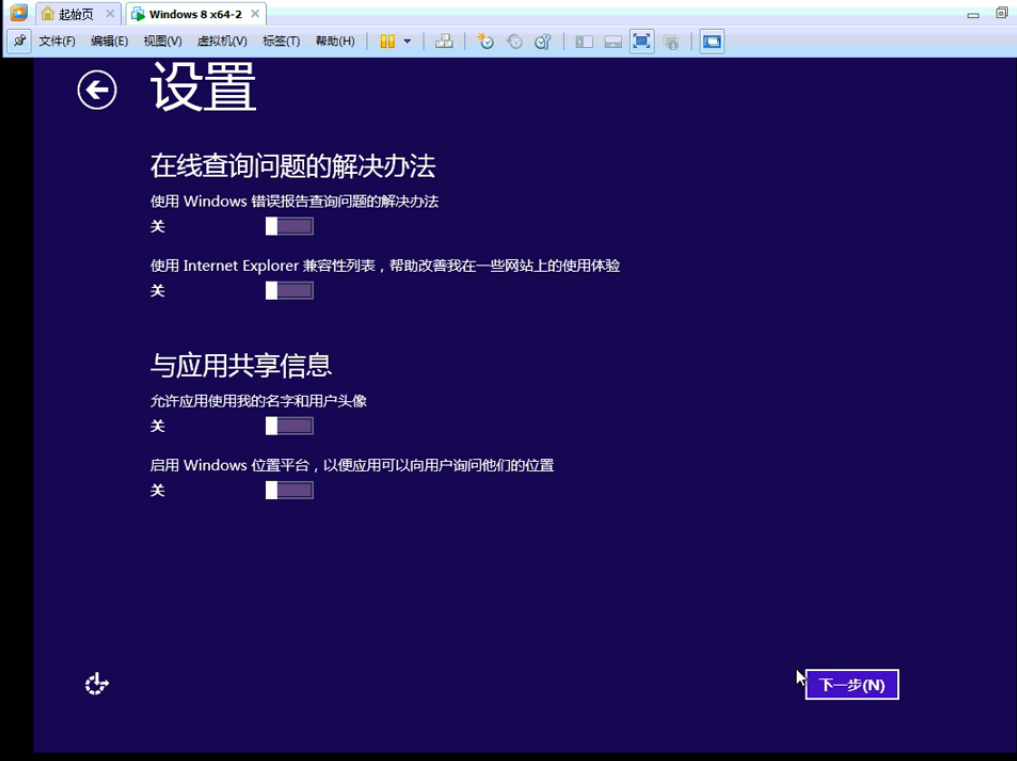 起始页
Windows 8 x64-2
文件(F) 编辑(E) 视图(V) 虚拟机(V) 标签(T) 帮助(H)
设置
在线查询问题的解决办法
使用 Windows 错误报告查询问题的解决办法
关
使用 Internet Explorer 兼容性列表，帮助改善我在一些网站上的使用体验
关
与应用共享信息
允许应用使用我的名字和用户头像
关
启用 Windows 位置平台，以便应用可以向用户询问他们的位置
关
下一步(N)